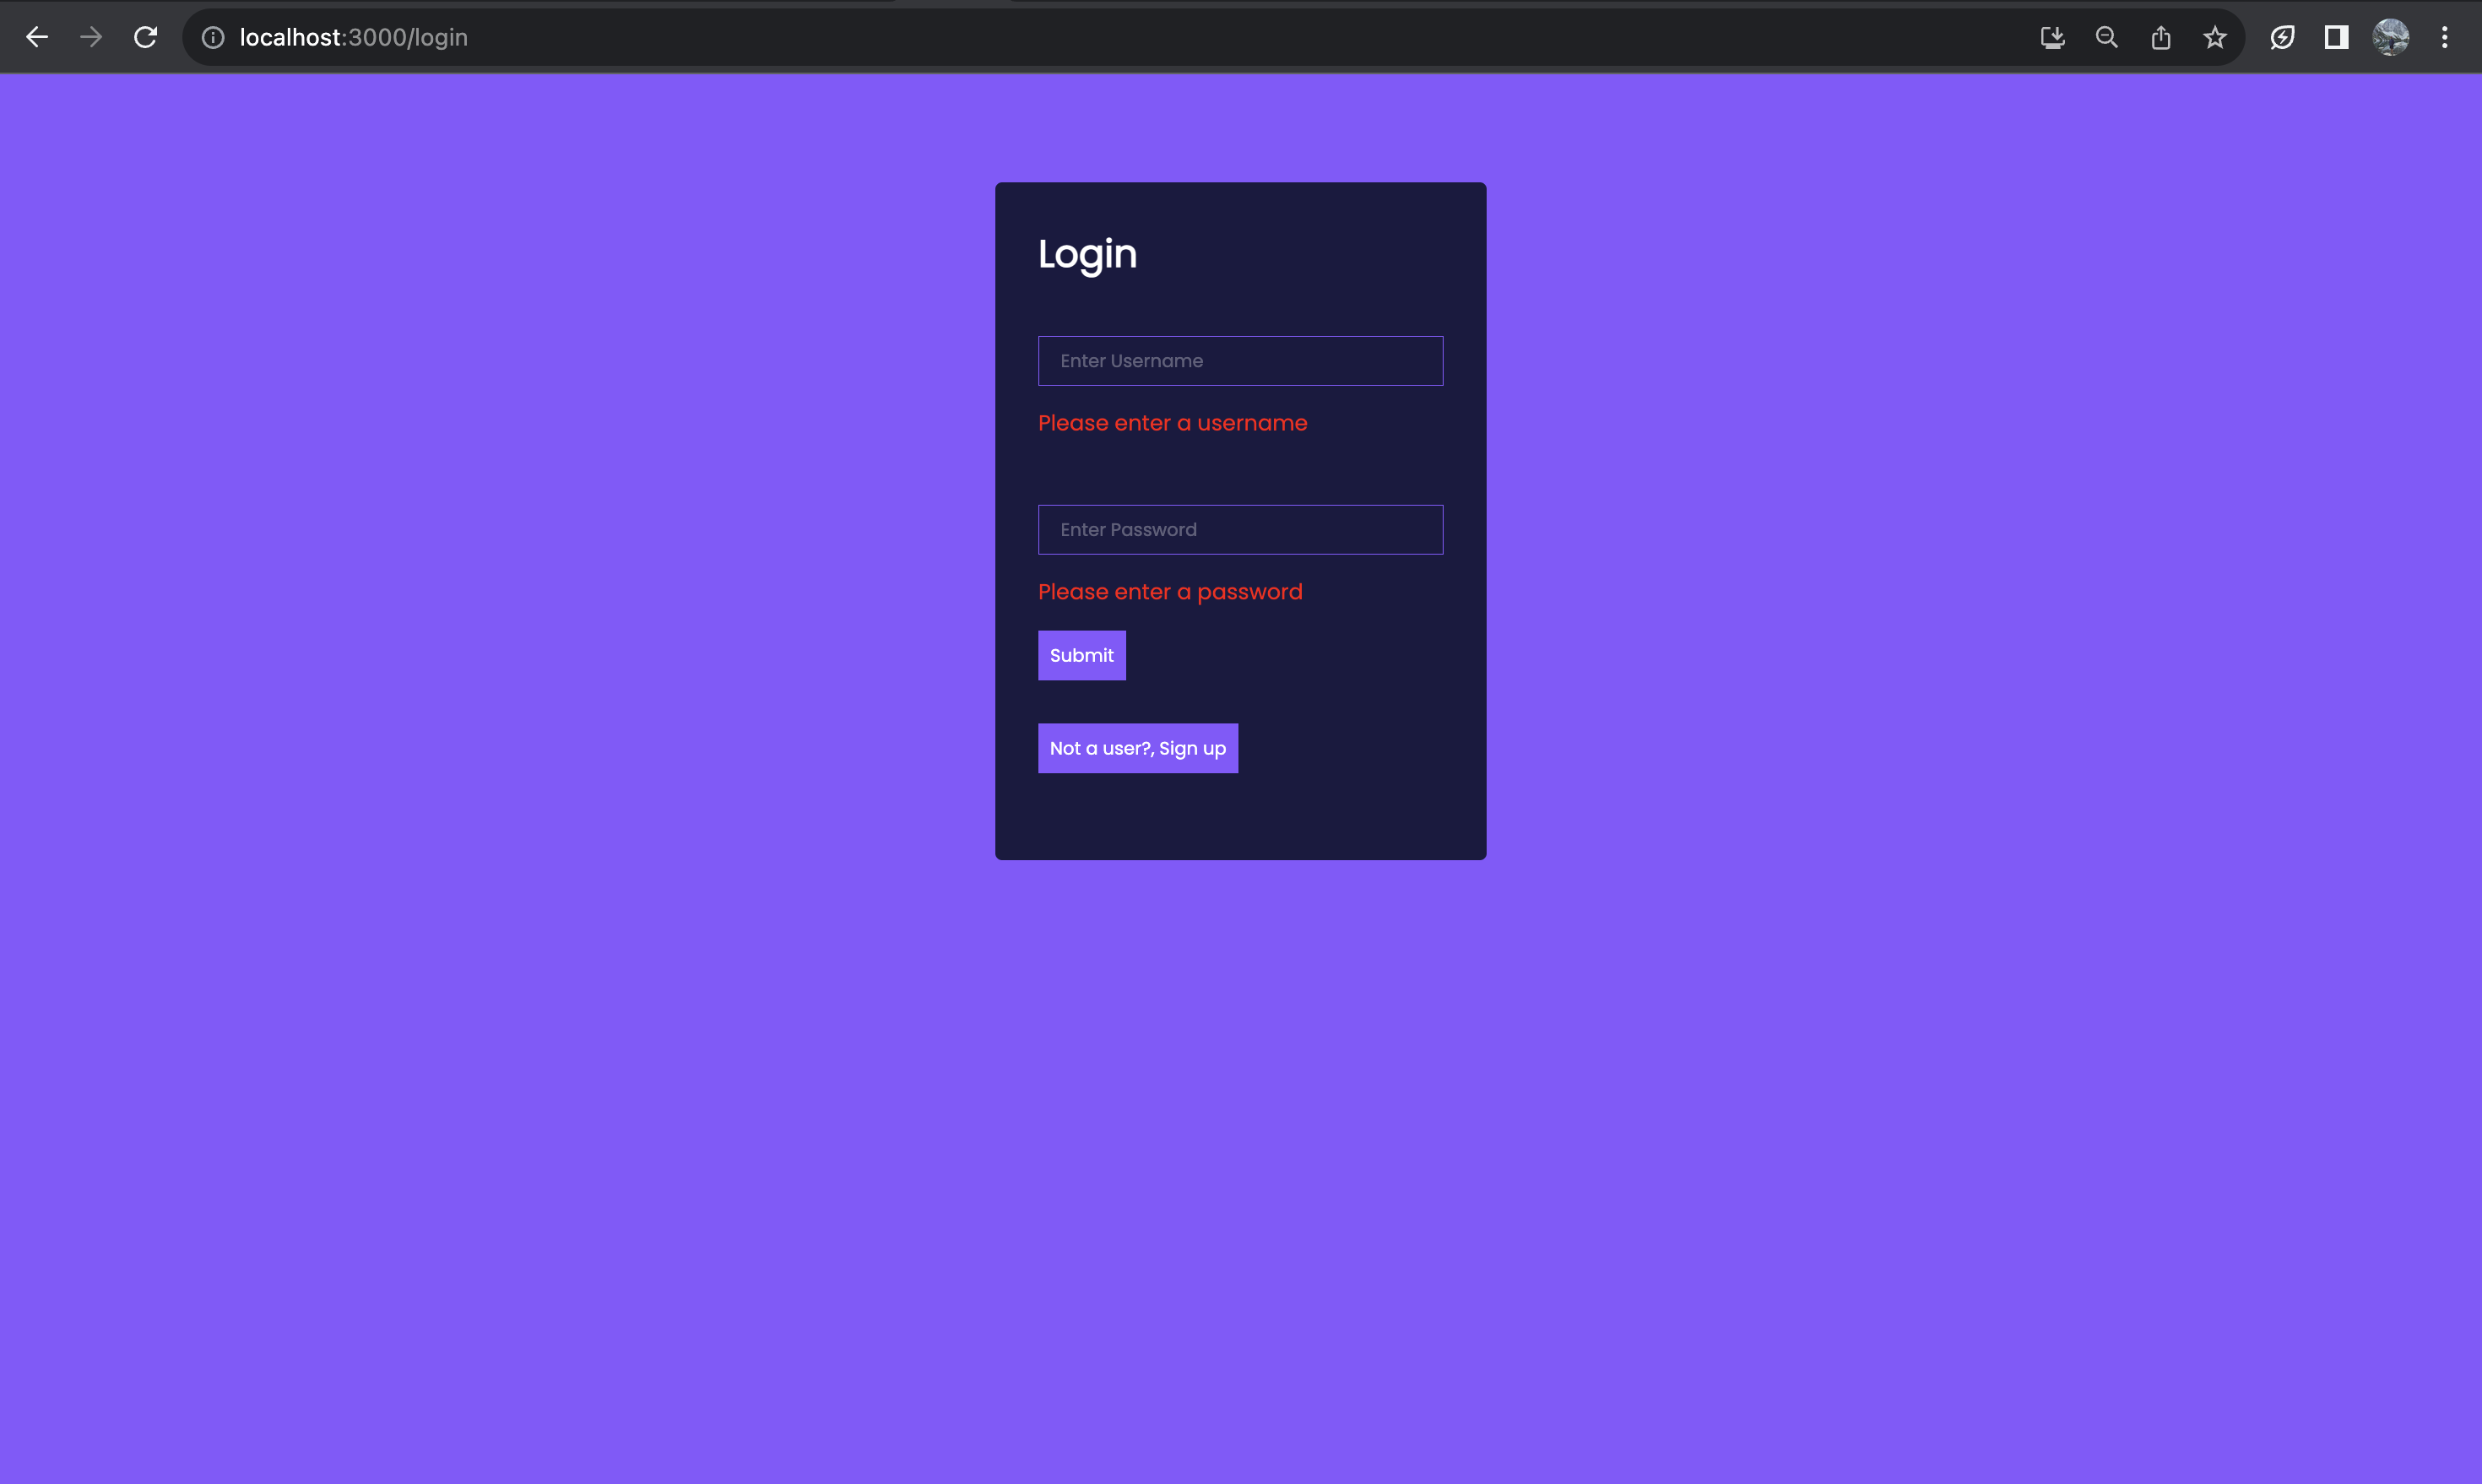 localhost:3000/login
Login
Enter Username
Please enter a username
Enter Password
Please enter a password
Submit
Not a user?, Sign up